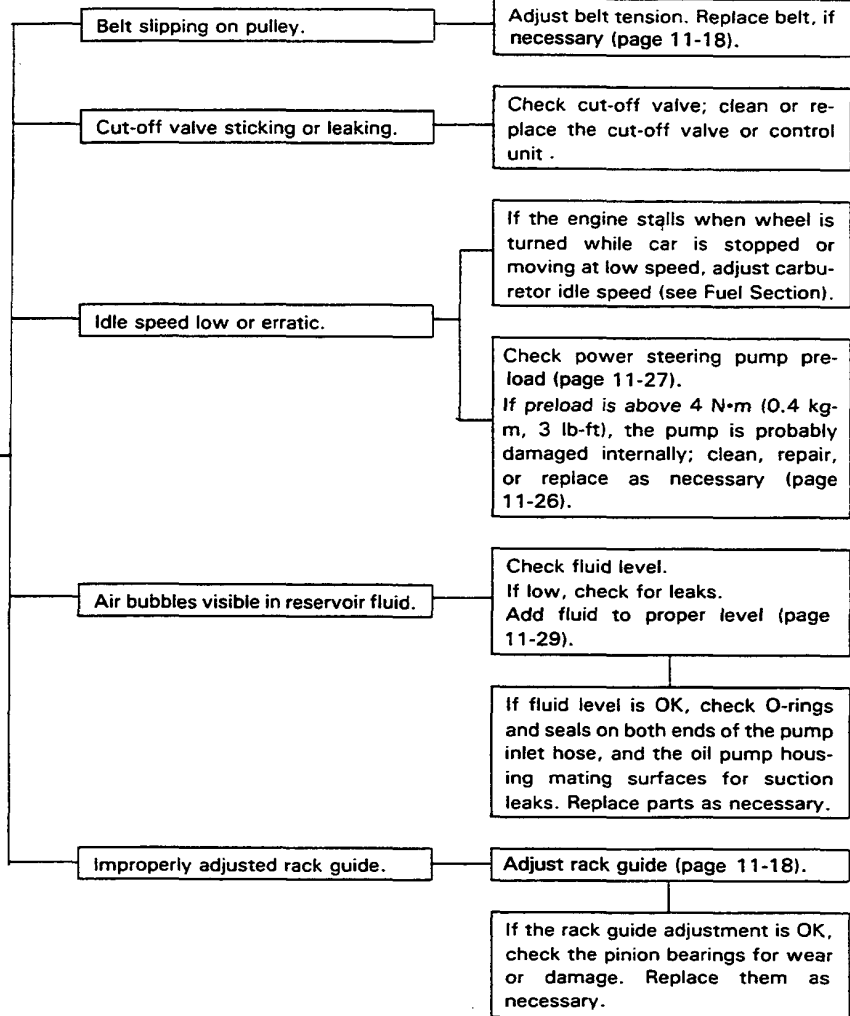 Belt slipping on pulley.
Adjust belt tension. Replace belt, if
necessary (page 11-18).
Cut-off valve sticking or leaking.
Check cut-off valve; clean or re-
place the cut-off valve or control
unit .
Idle speed low or erratic.
If the engine stalls when wheel is
turned while car is stopped or
moving at low speed, adjust carbu-
retor idle speed (see Fuel Section).
Check power steering pump pre-
load (page 11-27).
If preload is above 4 N•m (0.4 kg-
m, 3 lb-ft), the pump is probably
damaged internally; clean, repair,
or replace as necessary (page
11-26).
Air bubbles visible in reservoir fluid.
Check fluid level.
If low, check for leaks.
Add fluid to proper level (page
11-29).
If fluid level is OK, check O-rings
and seals on both ends of the pump
inlet hose, and the oil pump hous-
ing mating surfaces for suction
leaks. Replace parts as necessary.
Improperly adjusted rack guide.
Adjust rack guide (page 11-18).
If the rack guide adjustment is OK,
check the pinion bearings for wear
or damage. Replace them as
necessary.